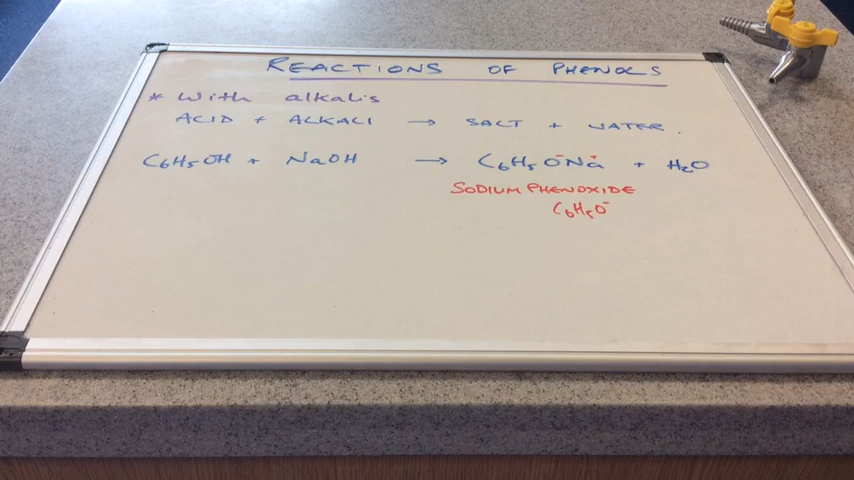 REACTIONS OF PHENOLS
* With alkalis
ACID + ALKALI → SALT + WATER.
C6H5OH + NaOH → C6H5O⁻Na⁺ + H2O
SODIUM PHENOXIDE
C6H5O⁻